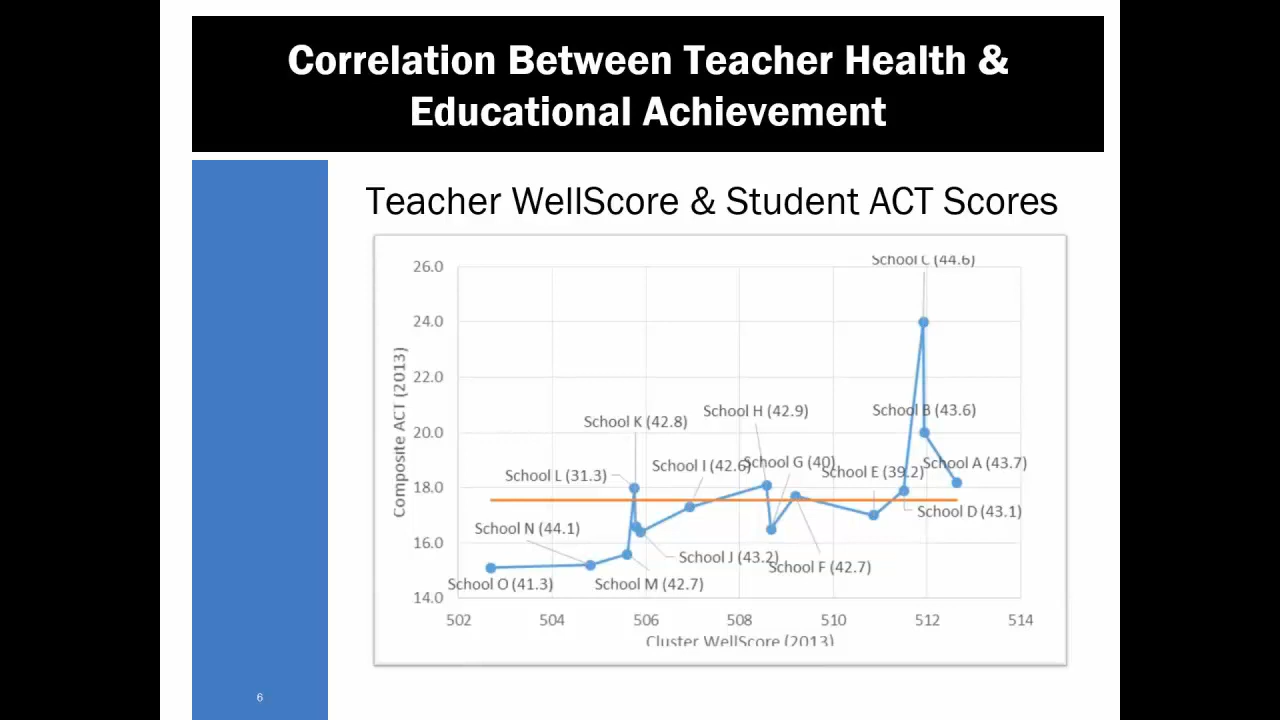 Correlation Between Teacher Health &
Educational Achievement
Teacher WellScore & Student ACT Scores
26.0
24.0
22.0
20.0
18.0
16.0
14.0
Composite ACT (2013)
School C (44.6)
School K (42.8)
School H (42.9)
School B (43.6)
School L (31.3)
School I (42.6)
School G (40)
School E (39.2)
School A (43.7)
School N (44.1)
School D (43.1)
School J (43.2)
School O (41.3)
School M (42.7)
School F (42.7)
502
504
506
508
510
512
514
Cluster WellScore (2013)
6